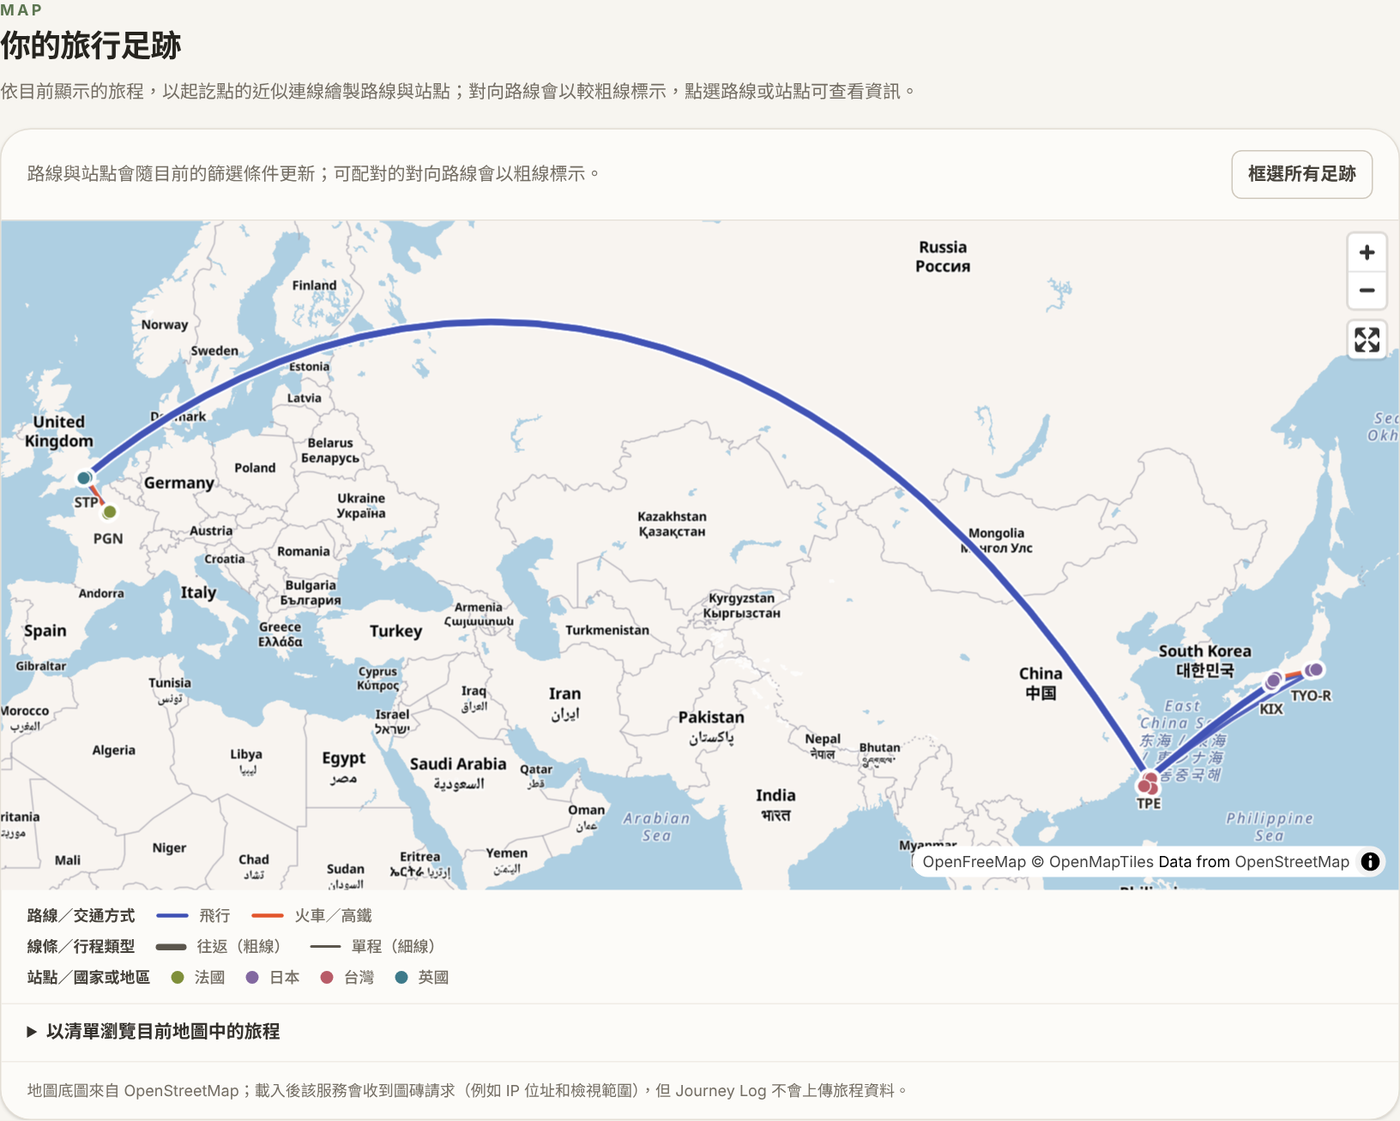 MAP
你的旅行足跡
依目前顯示的旅程，以起訖點的近似連線繪製路線與站點；對向路線會以較粗線標示，點選路線或站點可查看資訊。
路線與站點會隨目前的篩選條件更新；可配對的對向路線會以粗線標示。
框選所有足跡
Russia
Россия
Finland
Norway
Sweden
Estonia
Latvia
United
Kingdom
Belarus
Беларусь
Poland
Germany
STP
Ukraine
Україна
PGN
Austria
Romania
Croatia
Kazakhstan
Қазақстан
Mongolia
Andorra
Italy
Bulgaria
България
Armenia
Հայաստան
Kyrgyzstan
Кыргызстан
Spain
Greece
Ελλάδα
Turkey
Turkmenistan
Gibraltar
Cyprus
Κύπρος
China
中国
South Korea
대한민국
TYO-R
KIX
East
Tunisia
تونس
Iraq
العراق
Iran
ایران
Morocco
المغرب
Israel
ישראל
Pakistan
پاکستان
Nepal
नेपाल
Bhutan
Algeria
Libya
ليبيا
Egypt
مصر
Saudi Arabia
السعودية
Qatar
قطر
TPE
India
भारत
Oman
عمان
Arabian
Sea
Philippine
Sea
Mali
Niger
Chad
تشاد
Sudan
السودان
Eritrea
Yemen
اليمن
OpenFreeMap © OpenMapTiles Data from OpenStreetMap
路線／交通方式
飛行
火車／高鐵
線條／行程類型
往返（粗線）
單程（細線）
站點／國家或地區
法國
日本
台灣
英國
以清單瀏覽目前地圖中的旅程
地圖底圖來自 OpenStreetMap；載入後該服務會收到圖磚請求（例如 IP 位址和檢視範圍），但 Journey Log 不會上傳旅程資料。